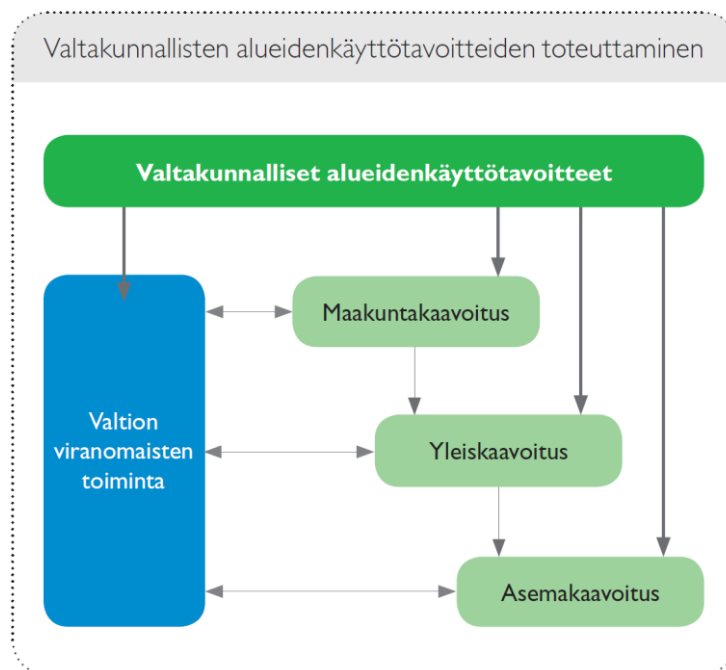 Valtakunnallisten alueidenkäyttötavoitteiden toteuttaminen
Valtakunnalliset alueidenkäyttötavoitteet
Maakuntakaavoitus
Valtion
viranomaisten
toiminta
Yleiskaavoitus
Asemakaavoitus